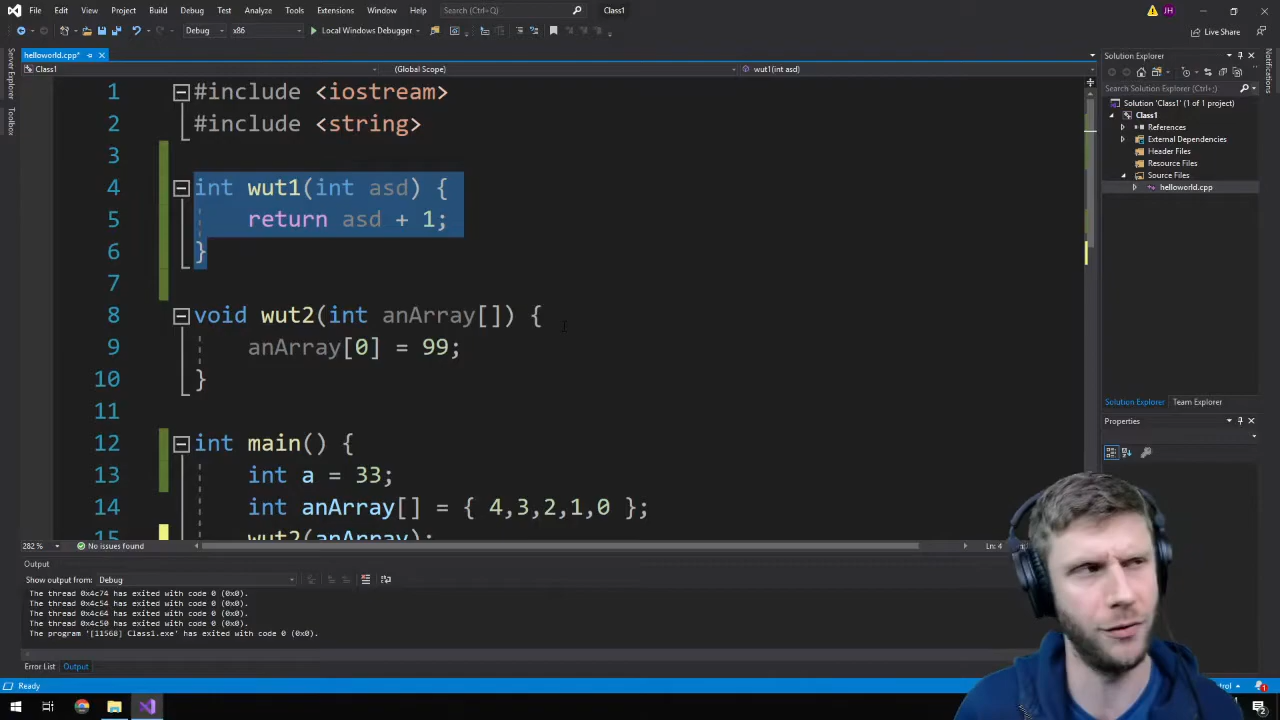 File Edit View Project Build Debug Test Analyze Tools Extensions Window Help Search (Ctrl+Q) Class1 JH
Debug x86 Local Windows Debugger Live Share
helloworld.cpp* Solution Explorer
Class1 (Global Scope) wut1(int asd)
Server Explorer
Toolbox
Notifications
Search Solution Explorer (Ctrl+;)
Solution 'Class1' (1 of 1 project)
Class1
References
External Dependencies
Header Files
Resource Files
Source Files
helloworld.cpp
1 #include <iostream>
2 #include <string>
3
4 int wut1(int asd) {
5 return asd + 1;
6 }
7
8 void wut2(int anArray[]) {
9 anArray[0] = 99;
10 }
11
12 int main() {
13 int a = 33;
14 int anArray[] = { 4,3,2,1,0 };
15 wut2(anArray);
Solution Explorer Team Explorer
Properties
282 % No issues found Ln: 4
Output
Show output from: Debug
The thread 0x4c74 has exited with code 0 (0x0).
The thread 0x4c54 has exited with code 0 (0x0).
The thread 0x4c64 has exited with code 0 (0x0).
The thread 0x4c50 has exited with code 0 (0x0).
The program '[11568] Class1.exe' has exited with code 0 (0x0).
Error List Output
Ready
1
2